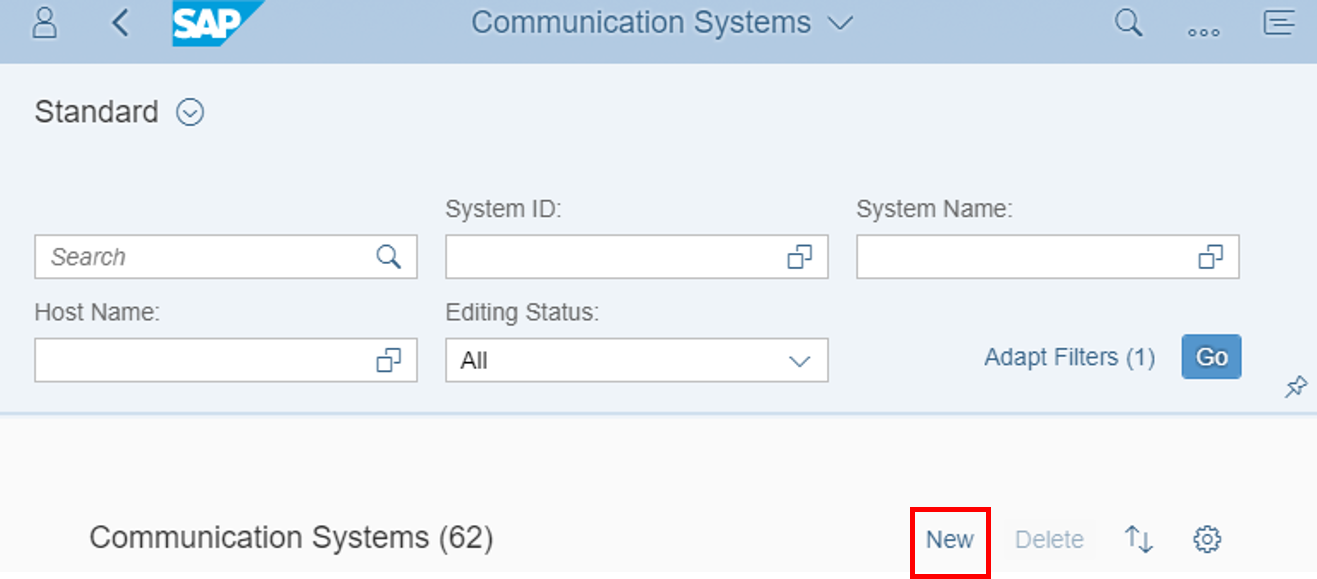 SAP Communication Systems
Standard
System ID: System Name:
Search
Host Name: Editing Status:
All Adapt Filters (1) Go
Communication Systems (62) New Delete